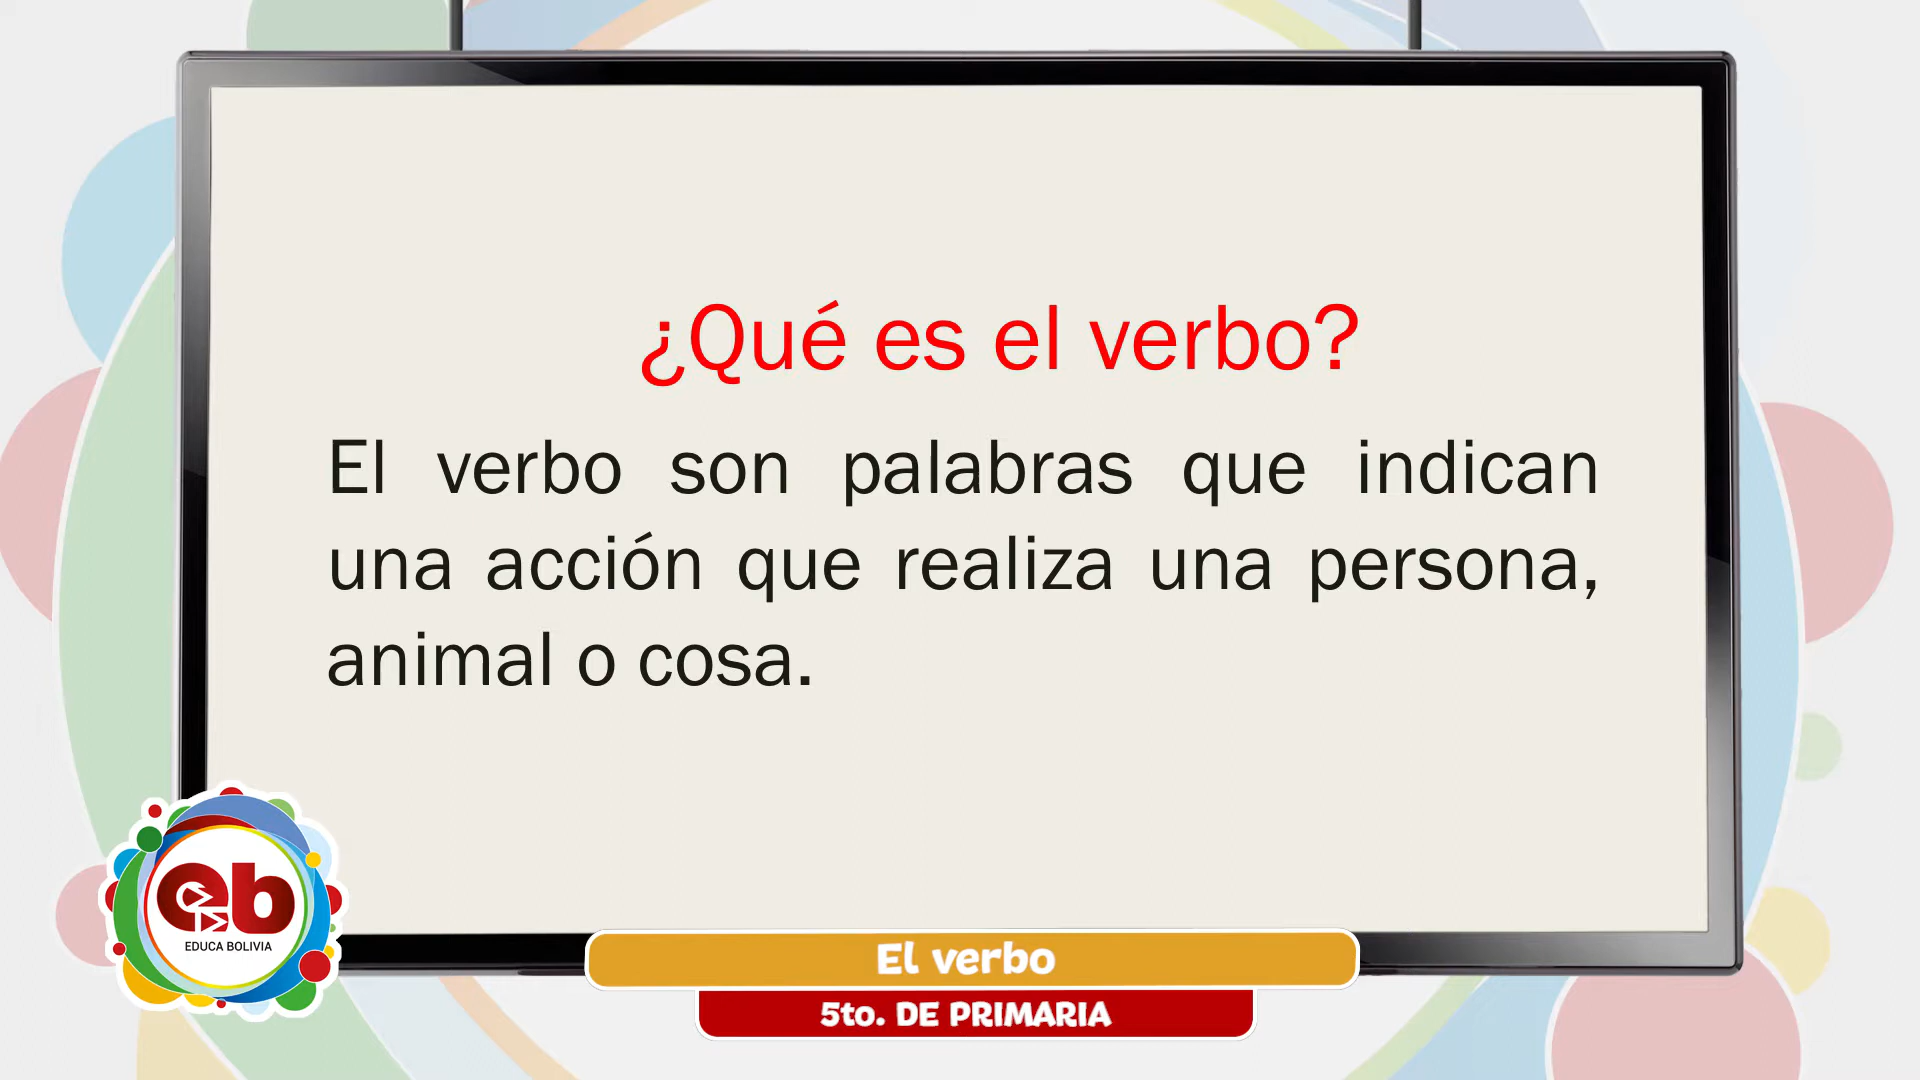 ¿Qué es el verbo?
El verbo son palabras que indican
una acción que realiza una persona,
animal o cosa.
eb
EDUCA BOLIVIA
El verbo
5to. DE PRIMARIA